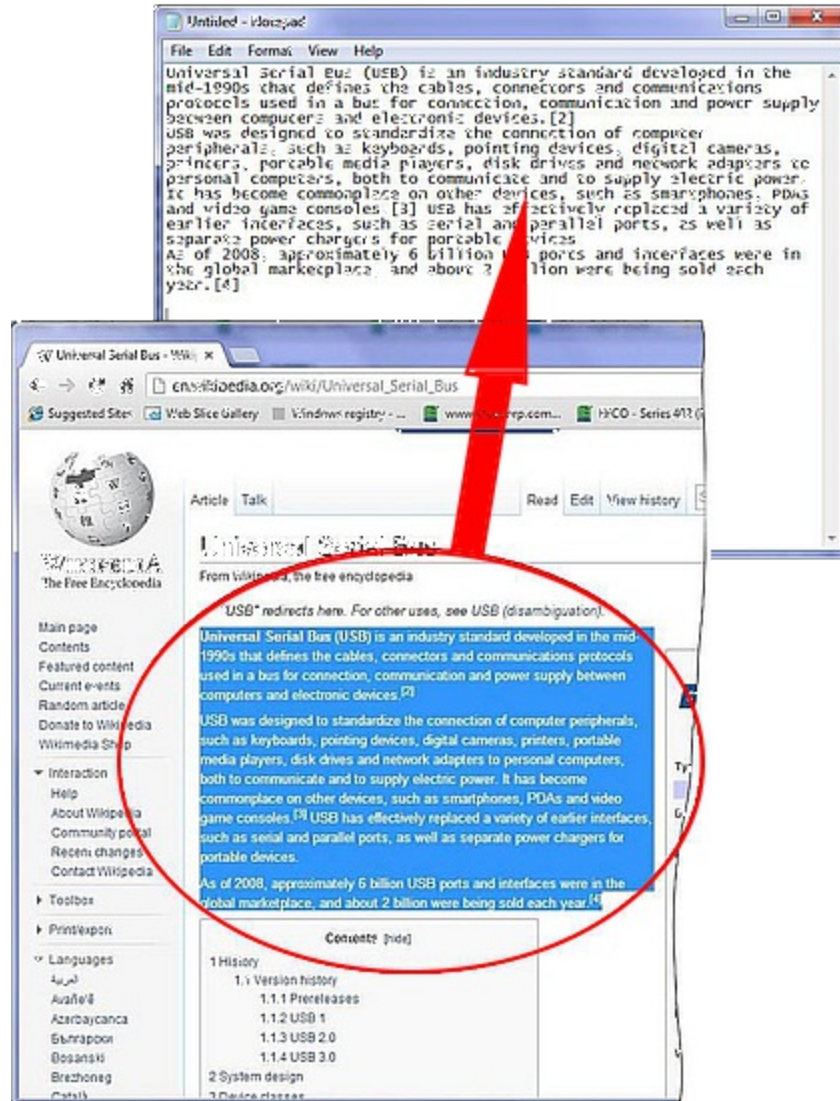 Untitled - Notepad
File Edit Format View Help
Universal Serial Bus (USB) is an industry standard developed in the
mid-1990s that defines the cables, connectors and communications
protocols used in a bus for connection, communication and power supply
between computers and electronic devices.[2]
USB was designed to standardize the connection of computer
peripherals, such as keyboards, pointing devices, digital cameras,
printers, portable media players, disk drives and network adapters to
personal computers, both to communicate and to supply electric power.
It has become commonplace on other devices, such as smartphones, PDAs
and video game consoles.[3] USB has effectively replaced a variety of
earlier interfaces, such as serial and parallel ports, as well as
separate power chargers for portable devices
As of 2008, approximately 6 billion USB ports and interfaces were in
the global marketplace, and about 2 billion were being sold each
year.[4]
Universal Serial Bus - Wiki
en.wikipedia.org/wiki/Universal_Serial_Bus
Suggested Sites Web Slice Gallery Windows registry - ... HYCO - Series
WIKIPEDIA
The Free Encyclopedia
Article Talk Read Edit View history
Universal Serial Bus
From Wikipedia, the free encyclopedia
"USB" redirects here. For other uses, see USB (disambiguation).
Universal Serial Bus (USB) is an industry standard developed in the mid-
1990s that defines the cables, connectors and communications protocols
used in a bus for connection, communication and power supply between
computers and electronic devices.[2]
USB was designed to standardize the connection of computer peripherals,
such as keyboards, pointing devices, digital cameras, printers, portable
media players, disk drives and network adapters to personal computers,
both to communicate and to supply electric power. It has become
commonplace on other devices, such as smartphones, PDAs and video
game consoles.[3] USB has effectively replaced a variety of earlier interfaces,
such as serial and parallel ports, as well as separate power chargers for
portable devices.
As of 2008, approximately 6 billion USB ports and interfaces were in the
global marketplace, and about 2 billion were being sold each year.[4]
Main page
Contents
Featured content
Current events
Random article
Donate to Wikipedia
Wikimedia Shop
Interaction
Help
About Wikipedia
Community portal
Recent changes
Contact Wikipedia
Toolbox
Print/export
Languages
العربية
Avañe'ẽ
Azərbaycanca
Български
Bosanski
Brezhoneg
Català
Contents [hide]
1 History
1.1 Version history
1.1.1 Prereleases
1.1.2 USB 1
1.1.3 USB 2.0
1.1.4 USB 3.0
2 System design
3 Device classes